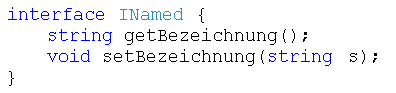 interface INamed {
    string getBezeichnung();
    void setBezeichnung(string s);
}